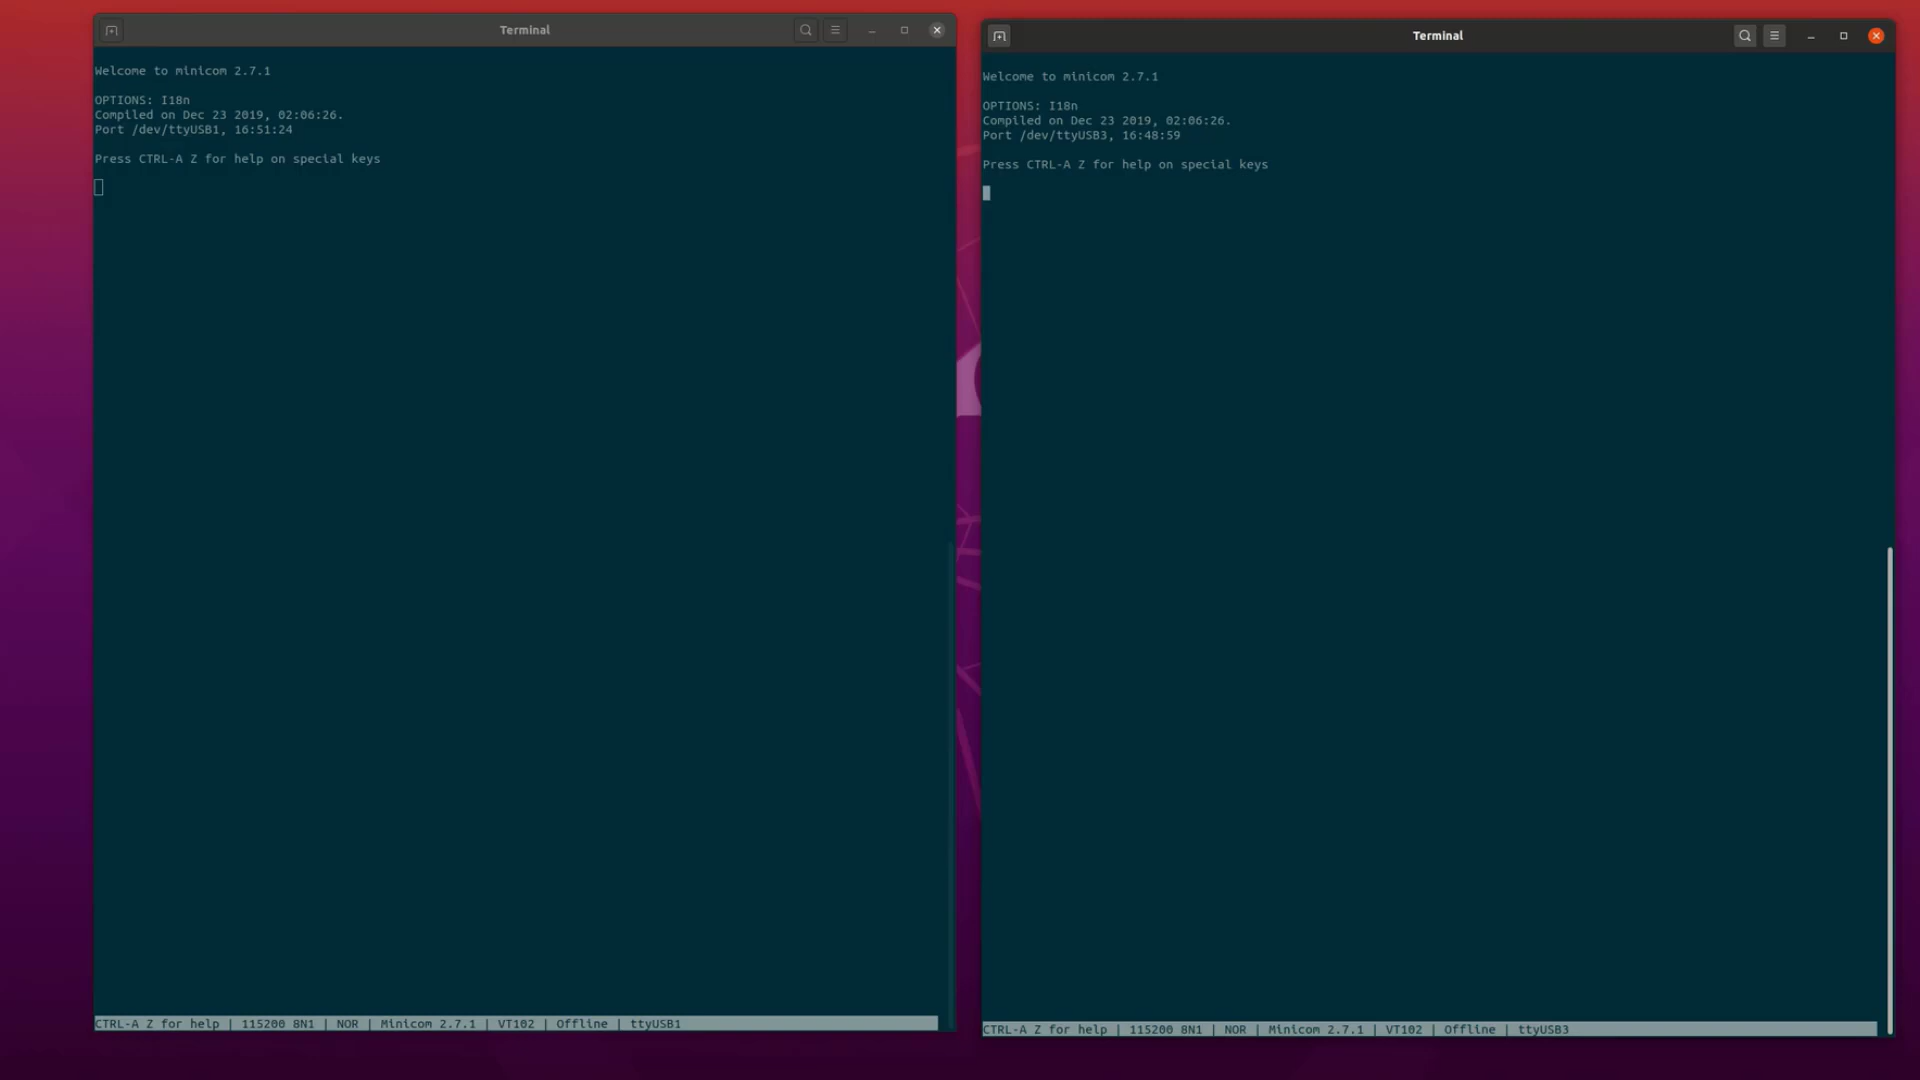 Terminal
Welcome to minicom 2.7.1
OPTIONS: I18n
Compiled on Dec 23 2019, 02:06:26.
Port /dev/ttyUSB1, 16:51:24
Press CTRL-A Z for help on special keys
CTRL-A Z for help | 115200 8N1 | NOR | Minicom 2.7.1 | VT102 | Offline | ttyUSB1
Terminal
Welcome to minicom 2.7.1
OPTIONS: I18n
Compiled on Dec 23 2019, 02:06:26.
Port /dev/ttyUSB3, 16:48:59
Press CTRL-A Z for help on special keys
CTRL-A Z for help | 115200 8N1 | NOR | Minicom 2.7.1 | VT102 | Offline | ttyUSB3